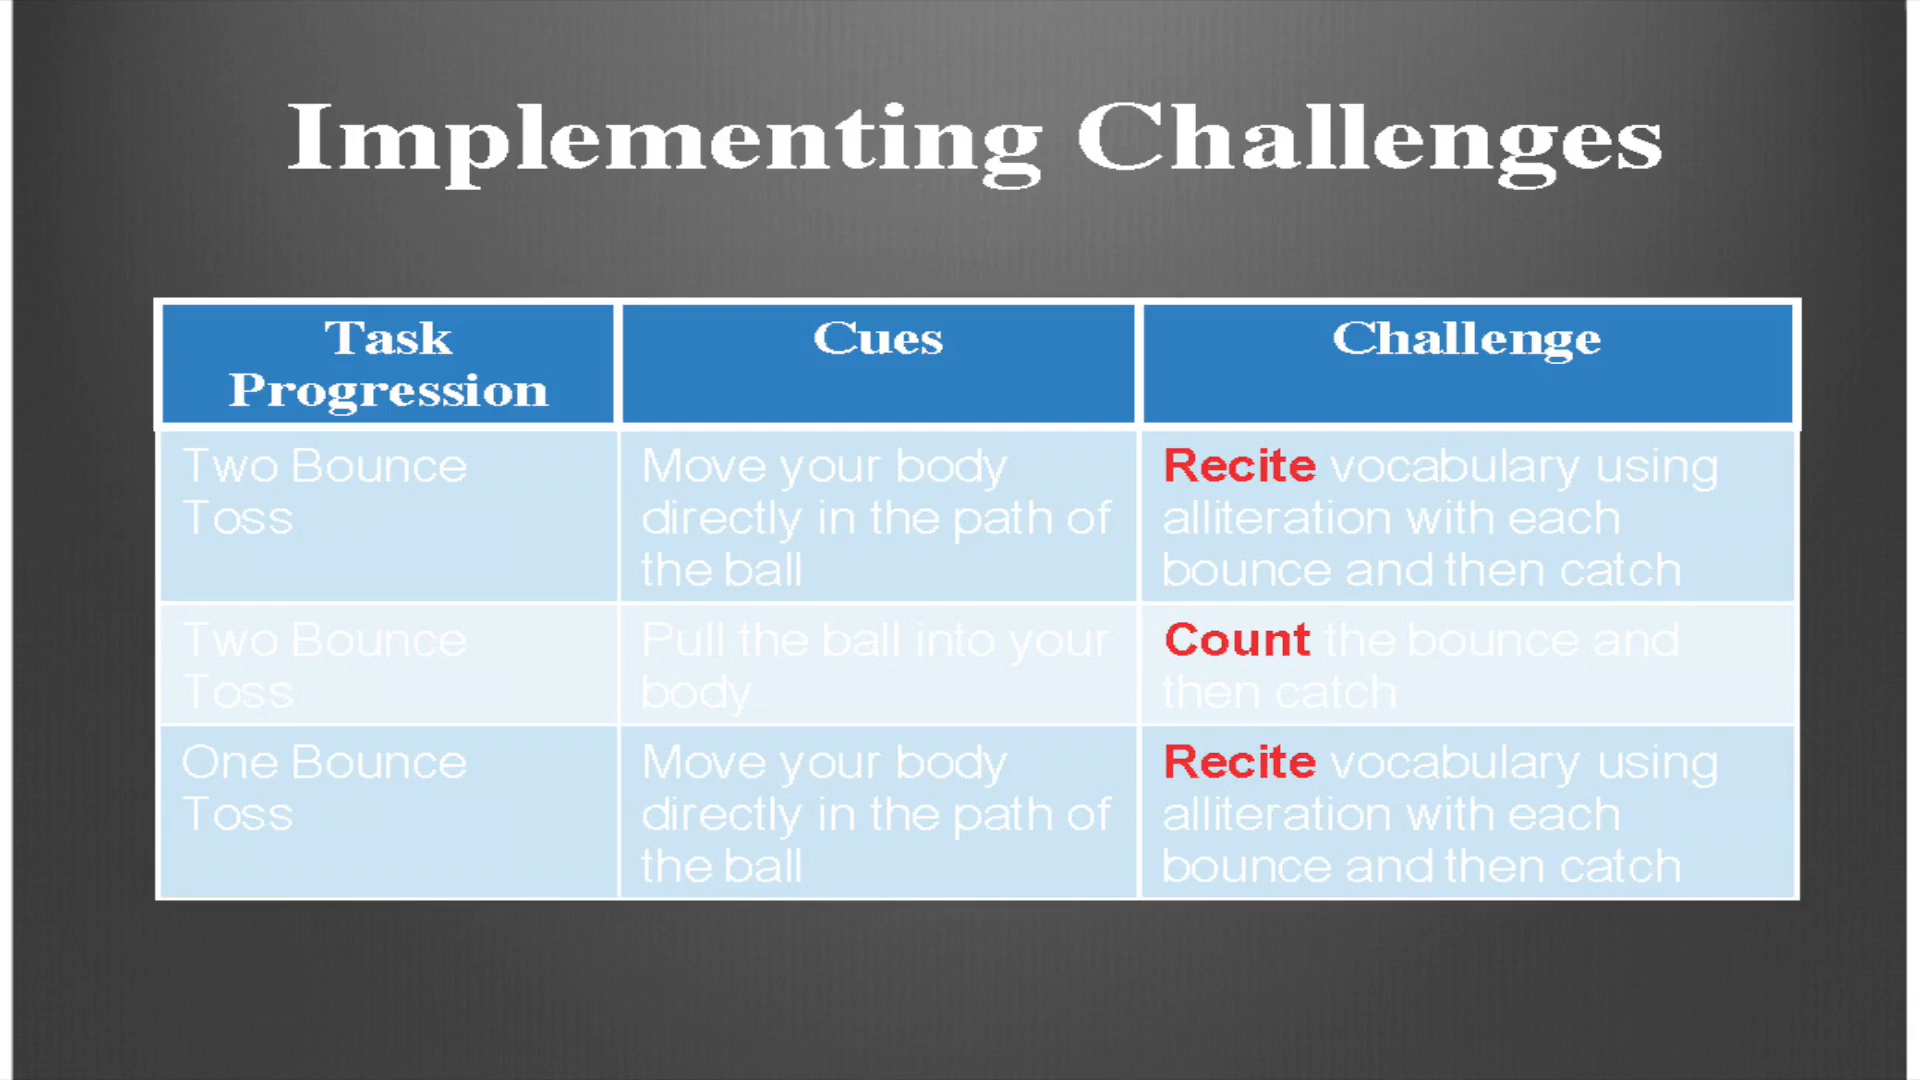 Implementing Challenges
Task
Progression
Cues
Challenge
Two Bounce
Toss
Move your body
directly in the path of
the ball
Recite vocabulary using
alliteration with each
bounce and then catch
Two Bounce
Toss
Pull the ball into your
body
Count the bounce and
then catch
One Bounce
Toss
Move your body
directly in the path of
the ball
Recite vocabulary using
alliteration with each
bounce and then catch